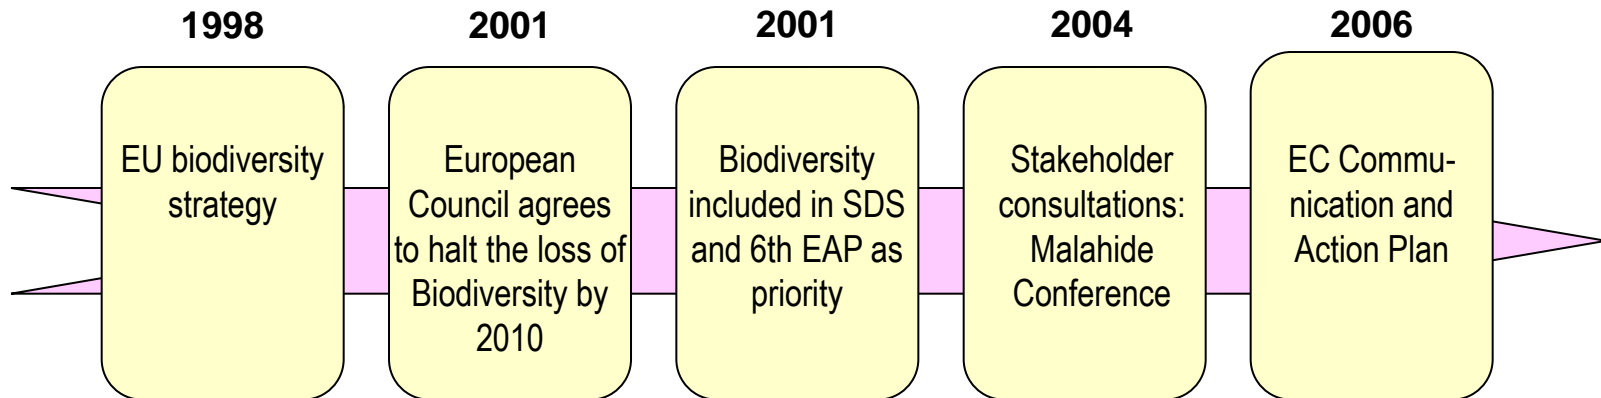 1998
EU biodiversity
strategy
2001
European
Council agrees
to halt the loss of
Biodiversity by
2010
2001
Biodiversity
included in SDS
and 6th EAP as
priority
2004
Stakeholder
consultations:
Malahide
Conference
2006
EC Commu-
nication and
Action Plan